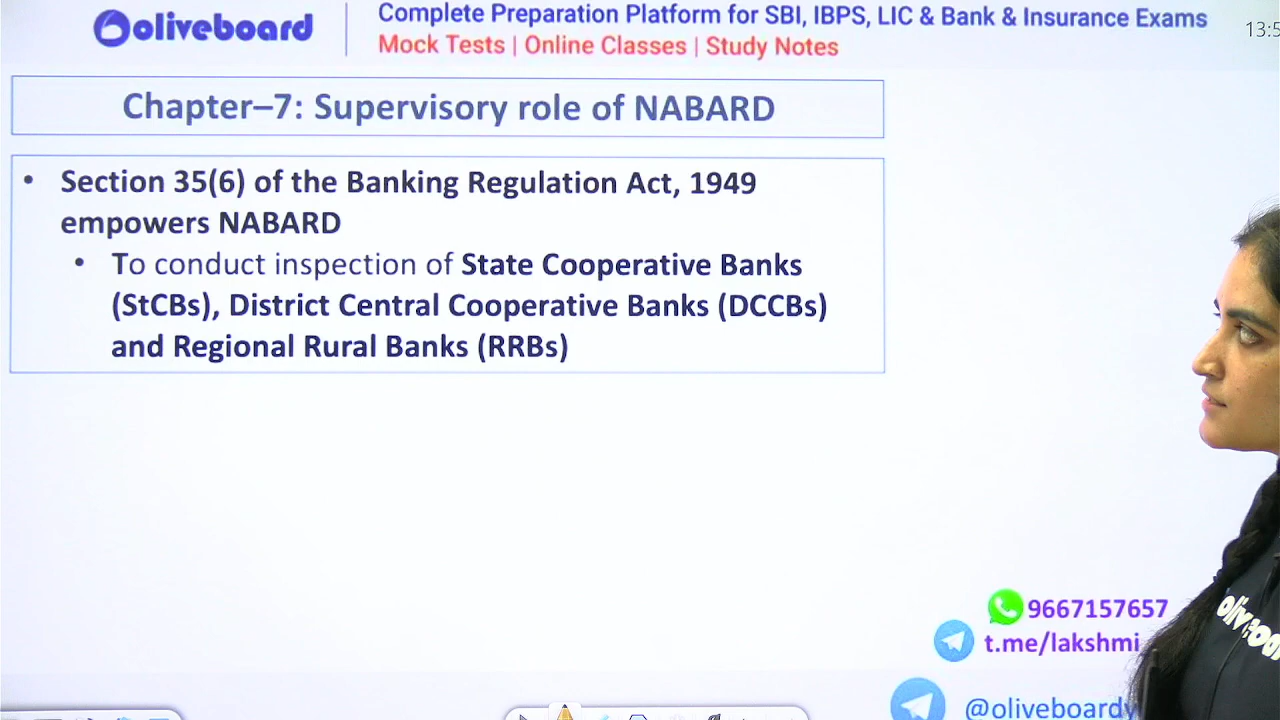 oliveboard
Complete Preparation Platform for SBI, IBPS, LIC & Bank & Insurance Exams
Mock Tests | Online Classes | Study Notes
13:5
Chapter–7: Supervisory role of NABARD
• Section 35(6) of the Banking Regulation Act, 1949
empowers NABARD
• To conduct inspection of State Cooperative Banks
(StCBs), District Central Cooperative Banks (DCCBs)
and Regional Rural Banks (RRBs)
9667157657
t.me/lakshmi
@oliveboard